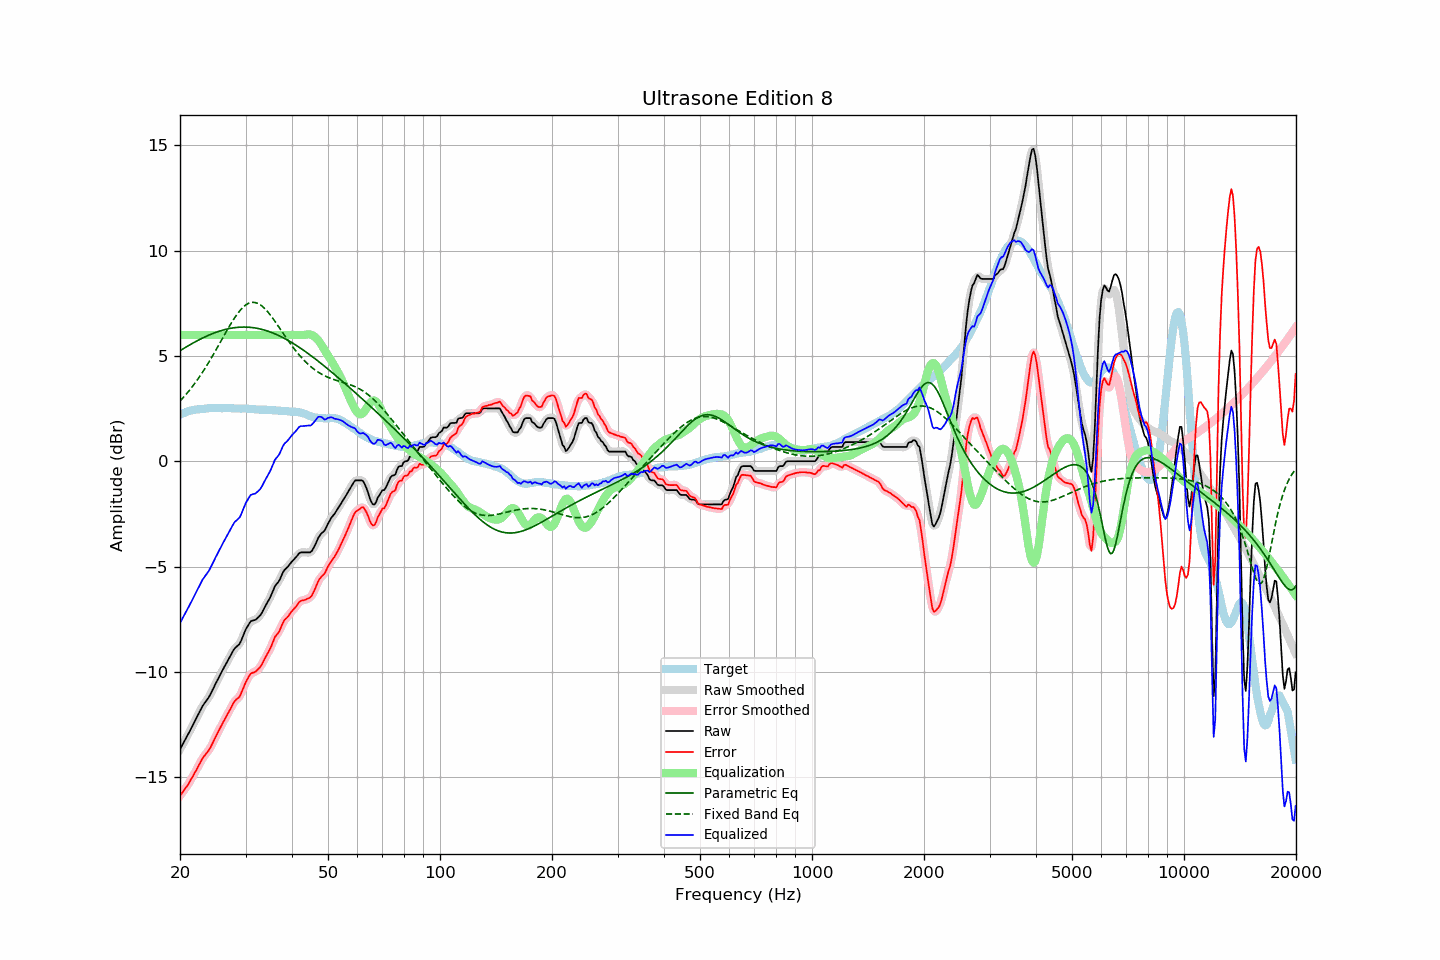 Ultrasone Edition 8
Amplitude (dBr)
15
10
5
0
−5
−10
−15
Target
Raw Smoothed
Error Smoothed
Raw
Error
Equalization
Parametric Eq
Fixed Band Eq
Equalized
20 50 100 200 500 1000 2000 5000 10000 20000
Frequency (Hz)